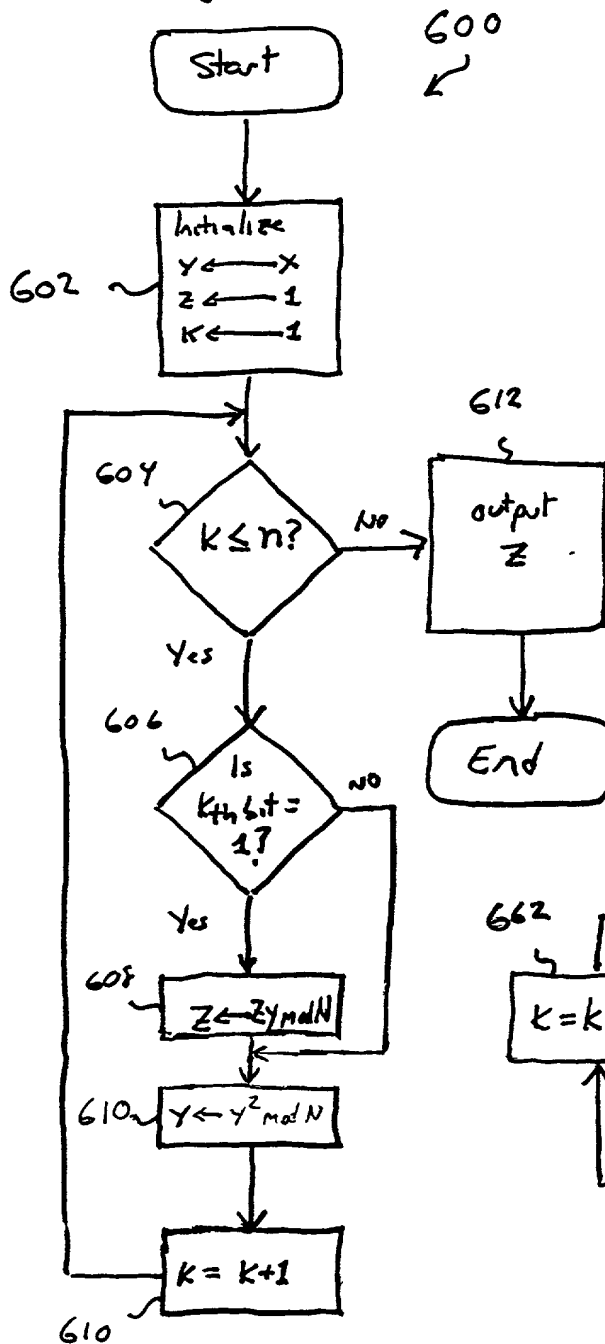 600
Start
Initialize
Y ← X
Z ← 1
K ← 1
602
612
604
k ≤ n?
No
output
Z
Yes
606
Is
Kth bit =
1?
NO
End
Yes
662
608
Z ← Zy mod N
K = k
610
Y ← Y² mod N
K = K+1
610